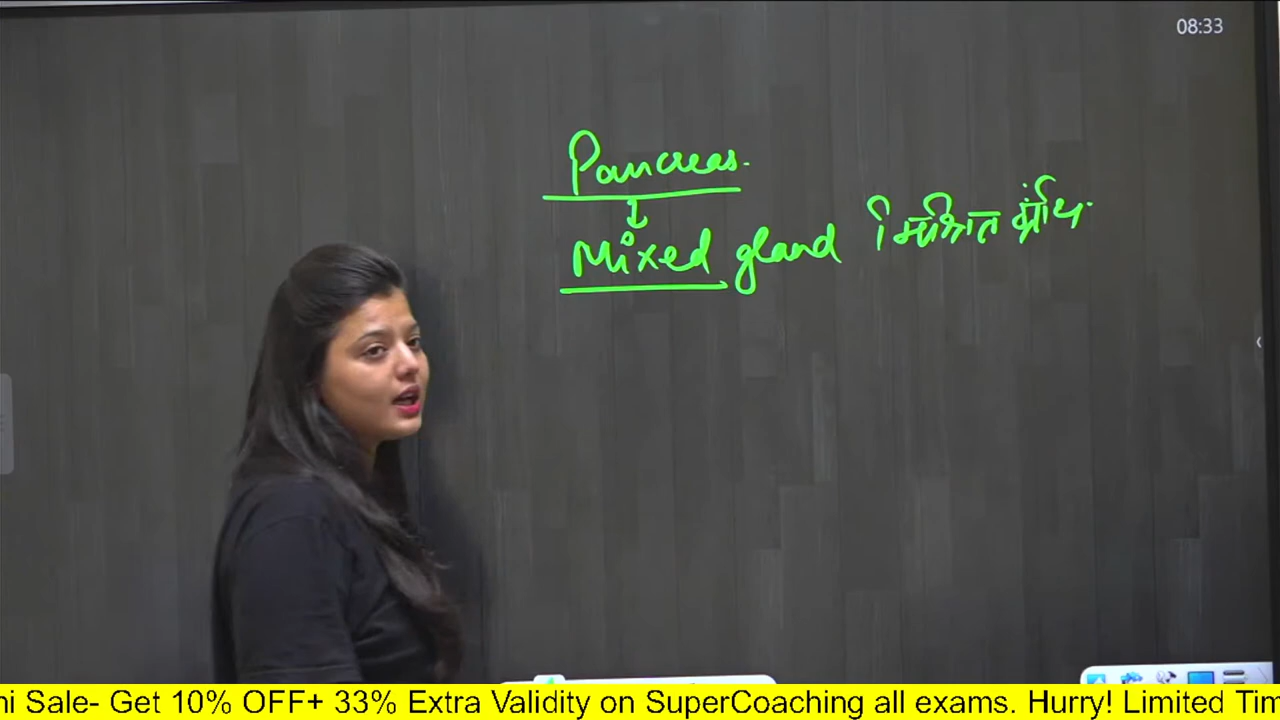 08:33
Pancreas.
Mixed gland मिश्रित ग्रंथि
ni Sale- Get 10% OFF+ 33% Extra Validity on SuperCoaching all exams. Hurry! Limited Tim